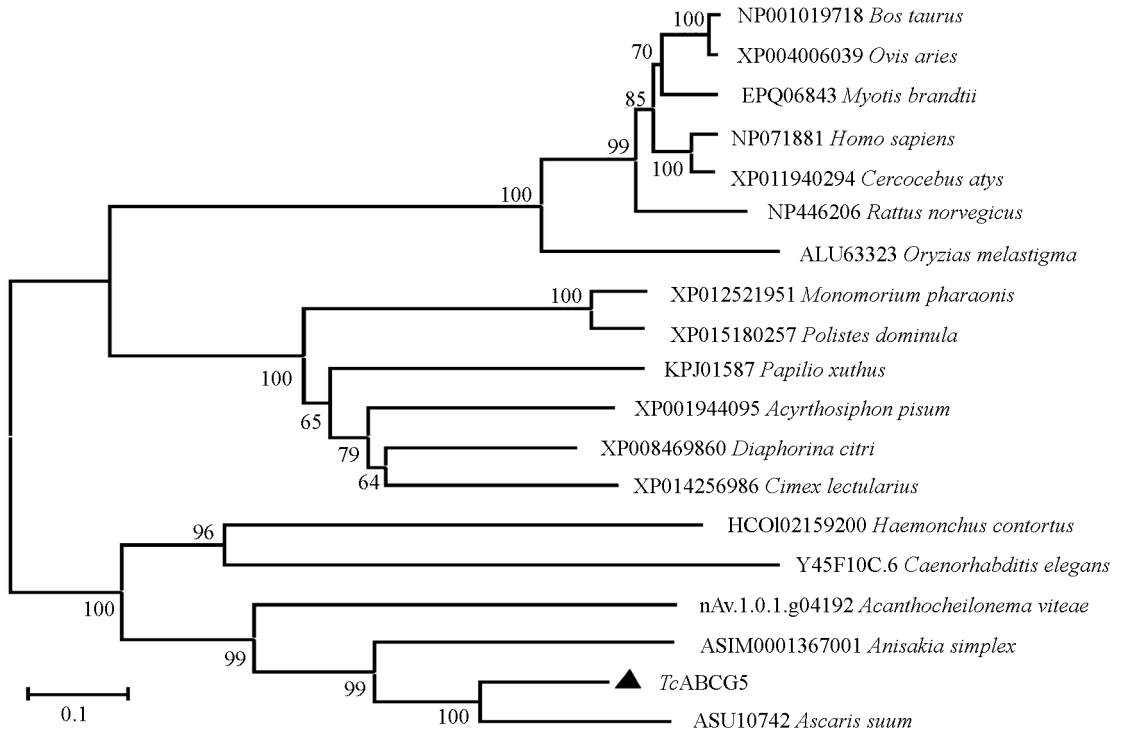 100 NP001019718 Bos taurus
70 XP004006039 Ovis aries
EPQ06843 Myotis brandtii
85
NP071881 Homo sapiens
99
100 XP011940294 Cercocebus atys
100 NP446206 Rattus norvegicus
ALU63323 Oryzias melastigma
100 XP012521951 Monomorium pharaonis
XP015180257 Polistes dominula
100 KPJ01587 Papilio xuthus
65 XP001944095 Acyrthosiphon pisum
79 XP008469860 Diaphorina citri
64 XP014256986 Cimex lectularius
96 HCOl02159200 Haemonchus contortus
Y45F10C.6 Caenorhabditis elegans
100 nAv.1.0.1.g04192 Acanthocheilonema viteae
99 ASIM0001367001 Anisakia simplex
99 TcABCG5
0.1 100 ASU10742 Ascaris suum